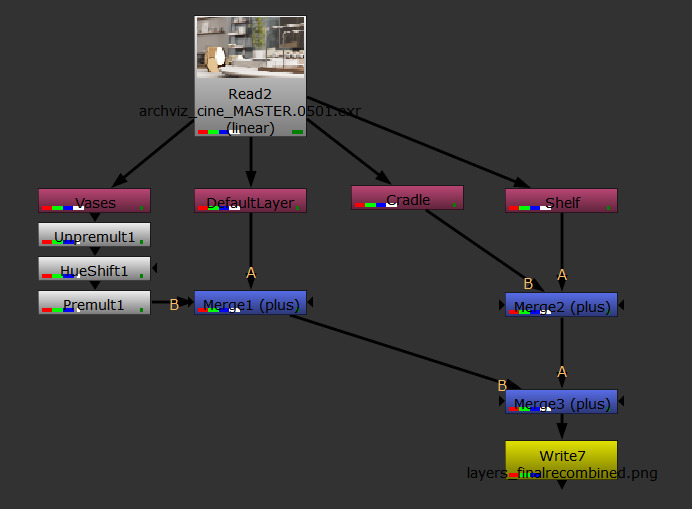 Read2
archviz_cine_MASTER.0501.exr
(linear)
Vases
DefaultLayer
Cradle
Shelf
Unpremult1
HueShift1
Premult1
B
A
Merge1 (plus)
B
A
Merge2 (plus)
B
A
Merge3 (plus)
Write7
layers_finalrecombined.png